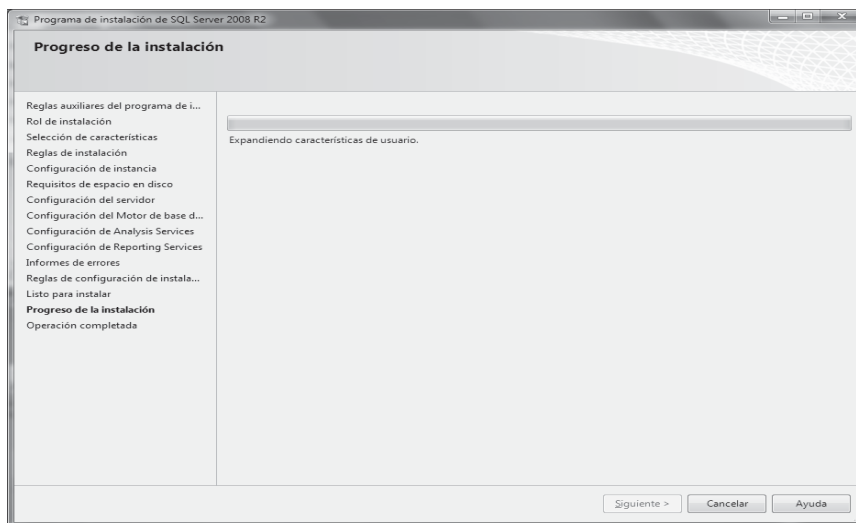 Programa de instalación de SQL Server 2008 R2
Progreso de la instalación
Reglas auxiliares del programa de i...
Rol de instalación
Selección de características
Reglas de instalación
Configuración de instancia
Requisitos de espacio en disco
Configuración del servidor
Configuración del Motor de base d...
Configuración de Analysis Services
Configuración de Reporting Services
Informes de errores
Reglas de configuración de instala...
Listo para instalar
Progreso de la instalación
Operación completada
Expandiendo características de usuario.
Siguiente >
Cancelar
Ayuda